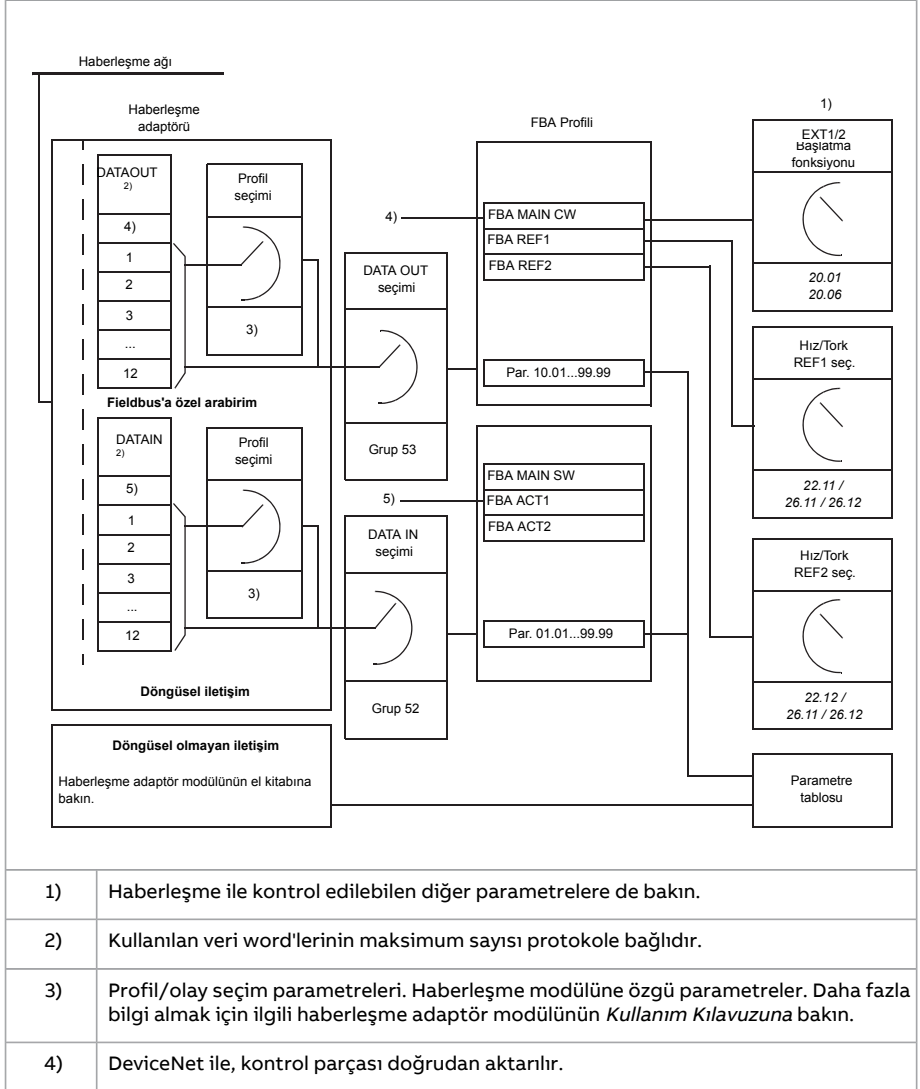 Haberleşme ağı
Haberleşme
adaptörü
DATAOUT
2)
4)
1
2
3
...
12
Profil
seçimi
3)
Fieldbus'a özel arabirim
DATAIN
2)
5)
1
2
3
...
12
Profil
seçimi
3)
Döngüsel iletişim
Döngüsel olmayan iletişim
Haberleşme adaptör modülünün el kitabına
bakın.
4)
DATA OUT
seçimi
Grup 53
5)
DATA IN
seçimi
Grup 52
FBA Profili
FBA MAIN CW
FBA REF1
FBA REF2
Par. 10.01...99.99
FBA MAIN SW
FBA ACT1
FBA ACT2
Par. 01.01...99.99
1)
EXT1/2
Başlatma
fonksiyonu
20.01
20.06
Hız/Tork
REF1 seç.
22.11 /
26.11 / 26.12
Hız/Tork
REF2 seç.
22.12 /
26.11 / 26.12
Parametre
tablosu
1) Haberleşme ile kontrol edilebilen diğer parametrelere de bakın.
2) Kullanılan veri word'lerinin maksimum sayısı protokole bağlıdır.
3) Profil/olay seçim parametreleri. Haberleşme modülüne özgü parametreler. Daha fazla
bilgi almak için ilgili haberleşme adaptör modülünün Kullanım Kılavuzuna bakın.
4) DeviceNet ile, kontrol parçası doğrudan aktarılır.